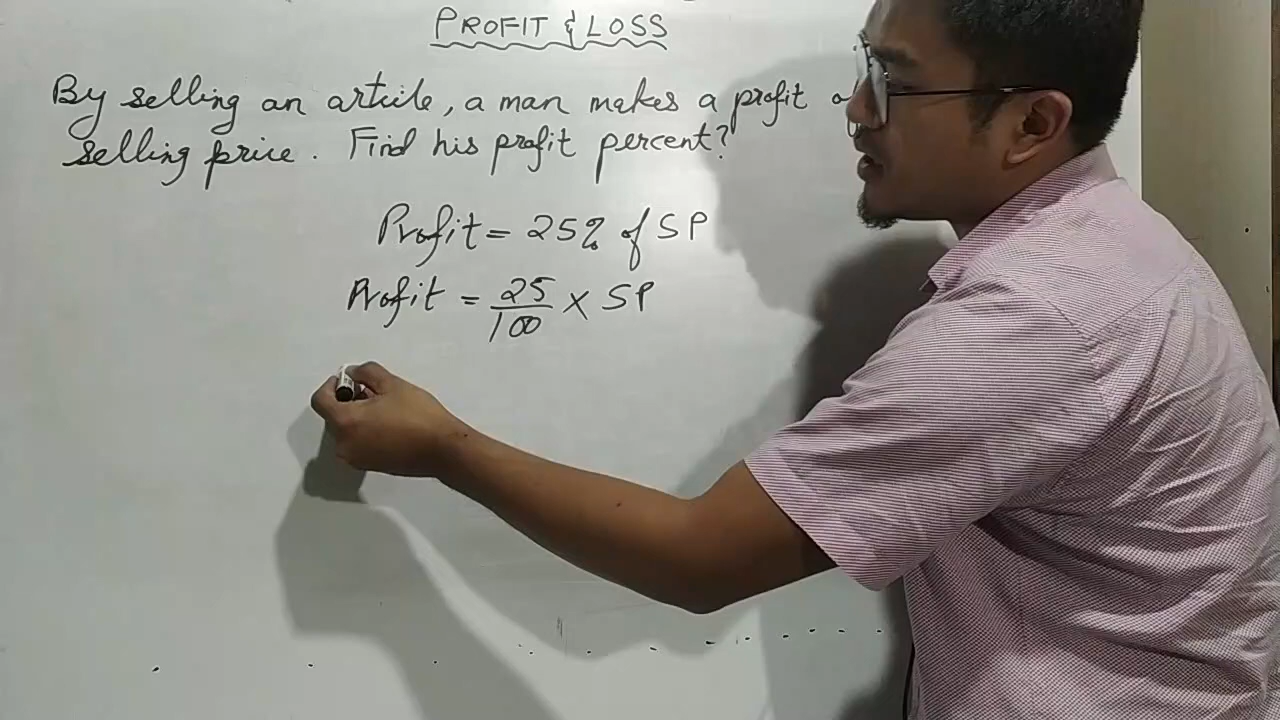 PROFIT & LOSS
By selling an article, a man makes a profit
selling price. Find his profit percent?
Profit = 25% of SP
Profit = 25/100 × SP